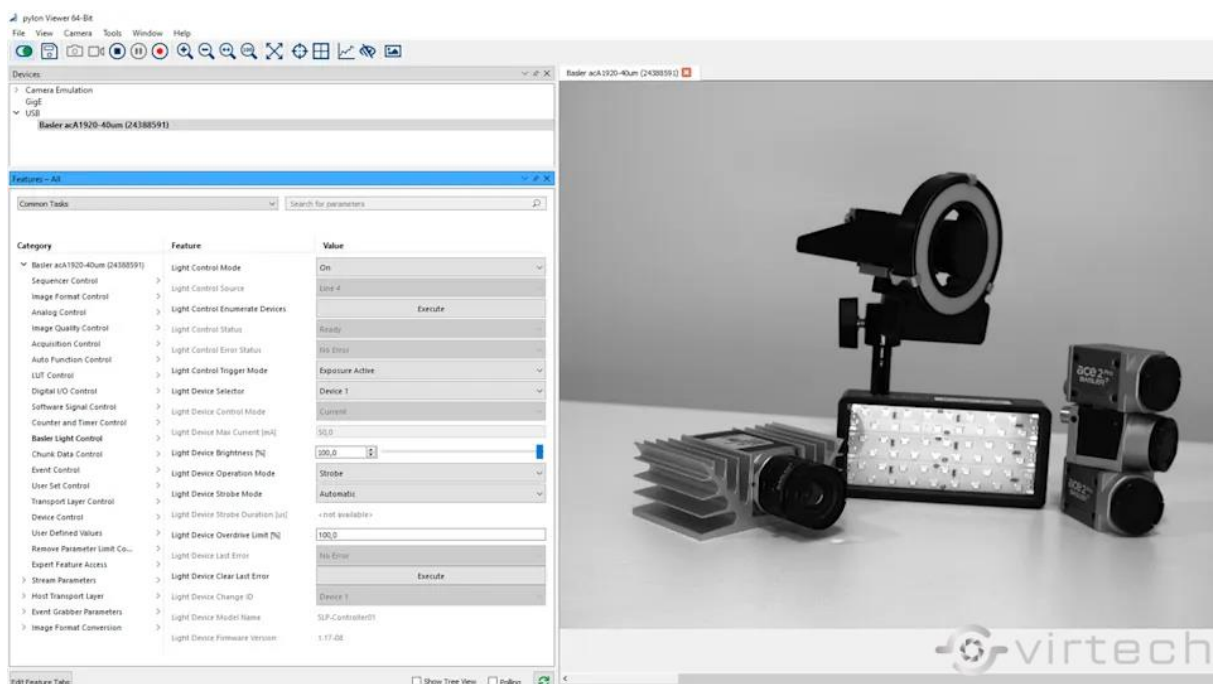 pylon Viewer 64-Bit
File View Camera Tools Window Help
Devices
Camera Emulation
GigE
USB
Basler acA1920-40um (24388591)
Features - All
Common Tasks
Search for parameters
Category Feature Value
Basler acA1920-40um (24388591)
Light Control Mode On
Sequencer Control
Light Control Source Line 4
Image Format Control
Light Control Enumerate Devices Execute
Analog Control
Image Quality Control
Light Control Status Ready
Acquisition Control
Light Control Error Status No Error
Auto Function Control
Light Control Trigger Mode Exposure Active
LUT Control
Digital I/O Control
Light Device Selector Device 1
Software Signal Control
Light Device Control Mode Current
Counter and Timer Control
Light Device Max Current [mA] 50,0
Basler Light Control
Light Device Brightness [%] 100,0
Chunk Data Control
Event Control
Light Device Operation Mode Strobe
User Set Control
Light Device Strobe Mode Automatic
Transport Layer Control
Device Control
Light Device Strobe Duration [us] <not available>
User Defined Values
Light Device Overdrive Limit [%] 100,0
Remove Parameter Limit Co...
Light Device Last Error No Error
Expert Feature Access
Stream Parameters
Light Device Clear Last Error Execute
Host Transport Layer
Light Device Change ID Device 1
Event Grabber Parameters
Light Device Model Name SLP-Controller01
Image Format Conversion
Light Device Firmware Version 1.17-08
Edit Feature Tabs
Show Tree View Polling
Basler acA1920-40um (24388591)
ace 2 PRO
BASLER
ace 2
BASLER
virtech